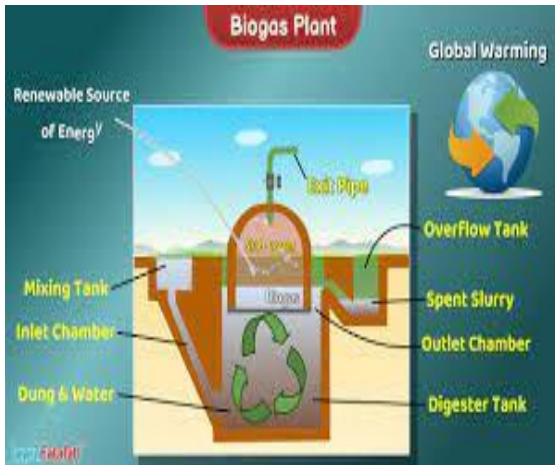 Biogas Plant
Global Warming
Renewable Source
of Energy
Exit Pipe
Overflow Tank
Mixing Tank
Biogas
Spent Slurry
Inlet Chamber
Outlet Chamber
Dung & Water
Digester Tank